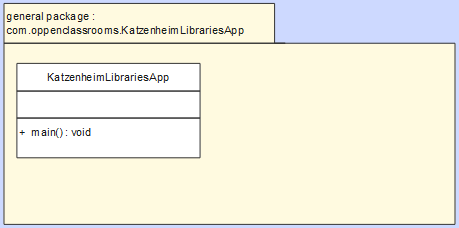 general package :
com.oppenclassrooms.KatzenheimLibrariesApp
KatzenheimLibrariesApp
+ main() : void